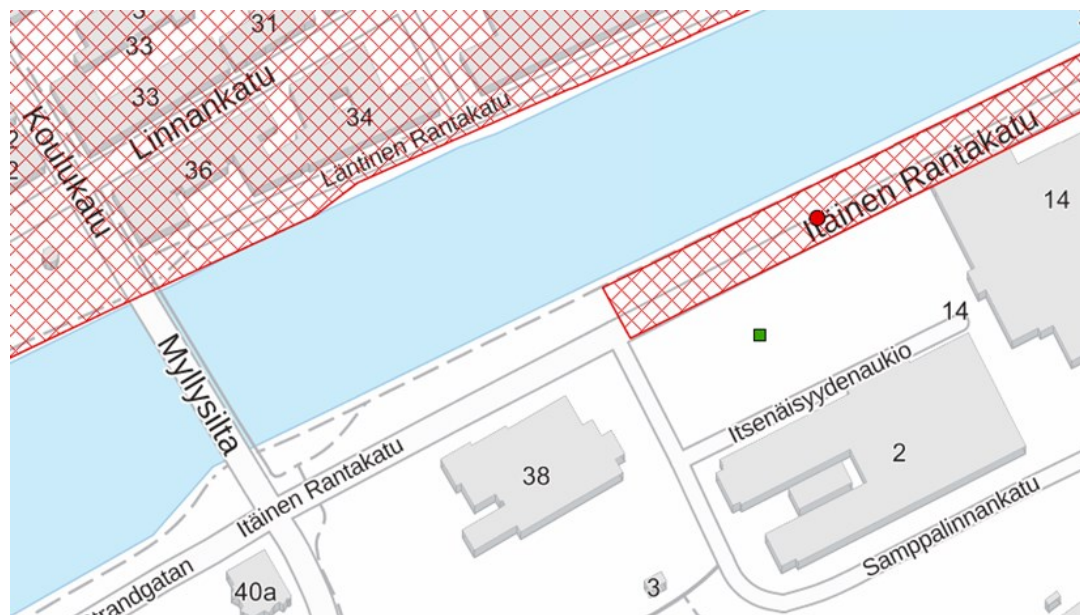 31
33
33
Linnankatu
34
Läntinen Rantakatu
36
Koulukatu
Itäinen Rantakatu
14
14
Myllysilta
Itsenäisyydenaukio
2
38
Itäinen Rantakatu
Samppalinnankatu
40a
3